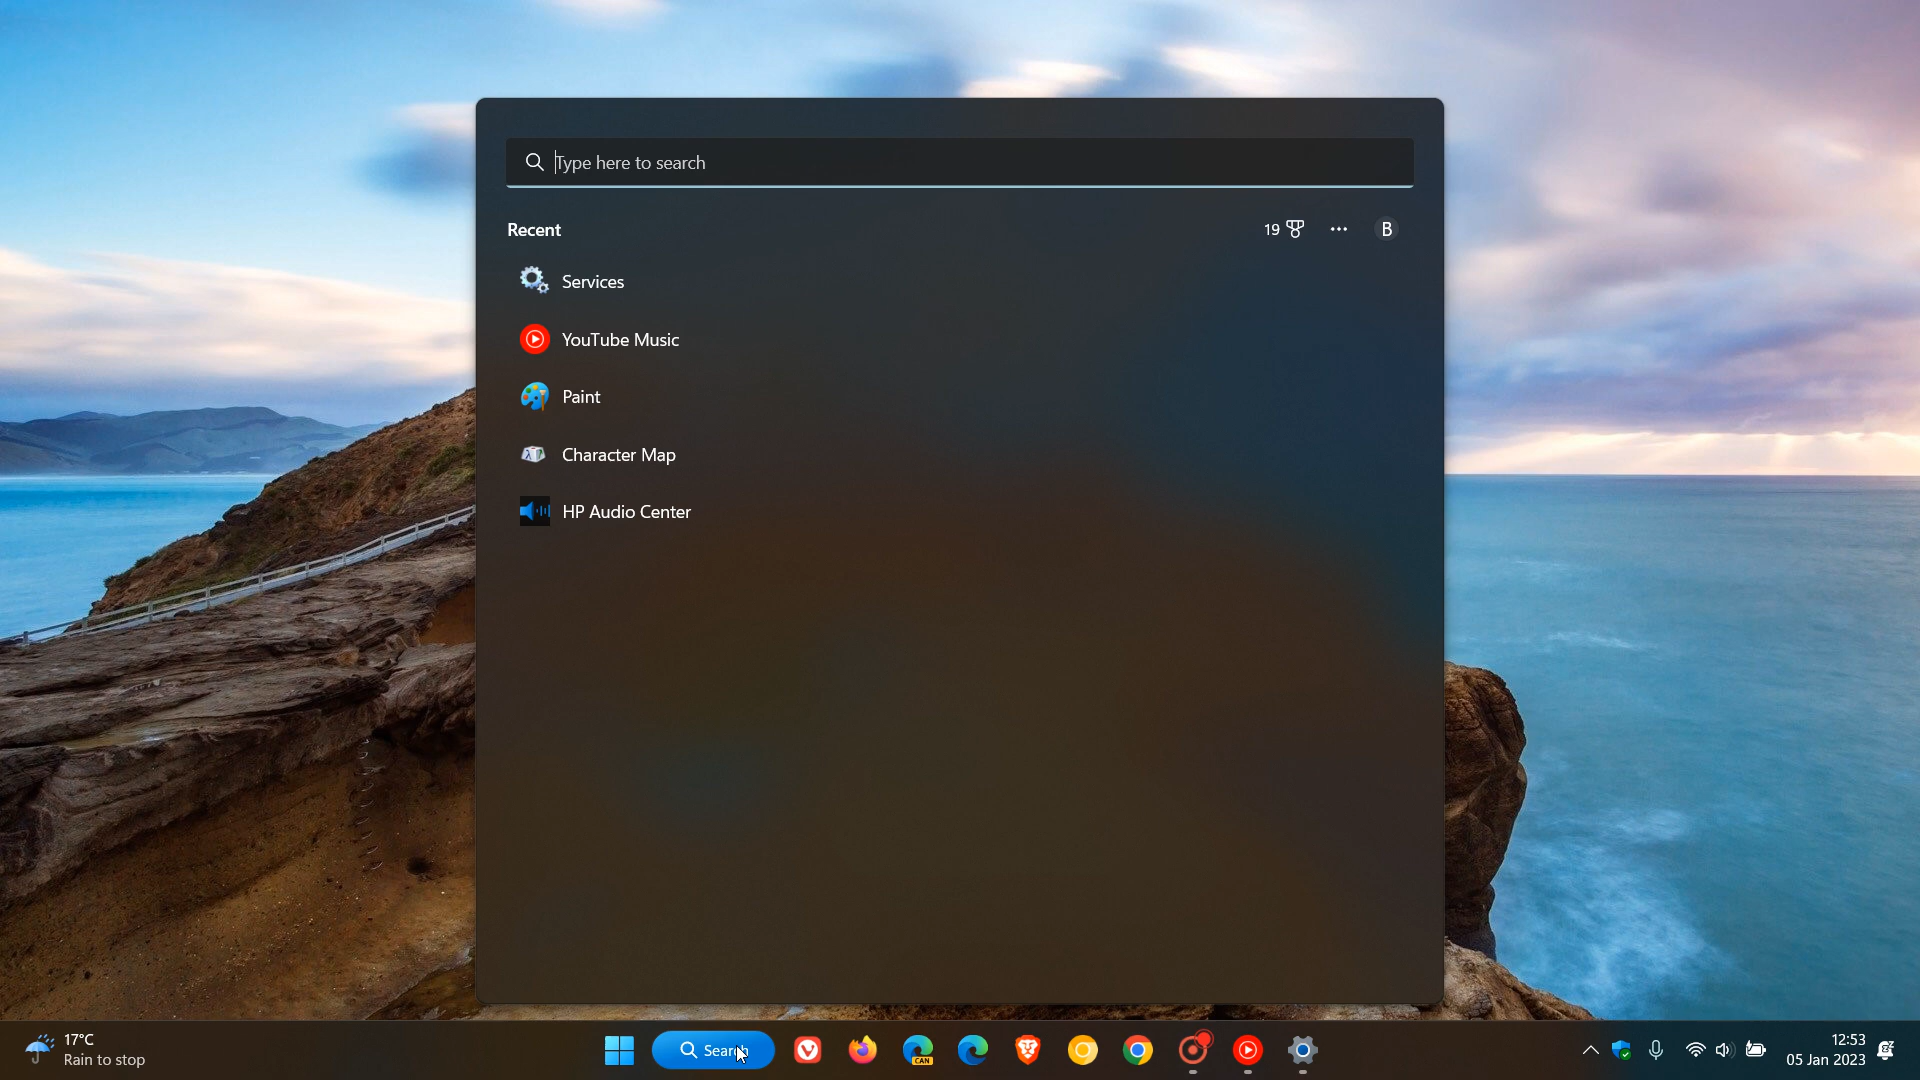 Type here to search
Recent
19
B
Services
YouTube Music
Paint
Character Map
HP Audio Center
17°C
Rain to stop
Search
CAN
12:53
05 Jan 2023